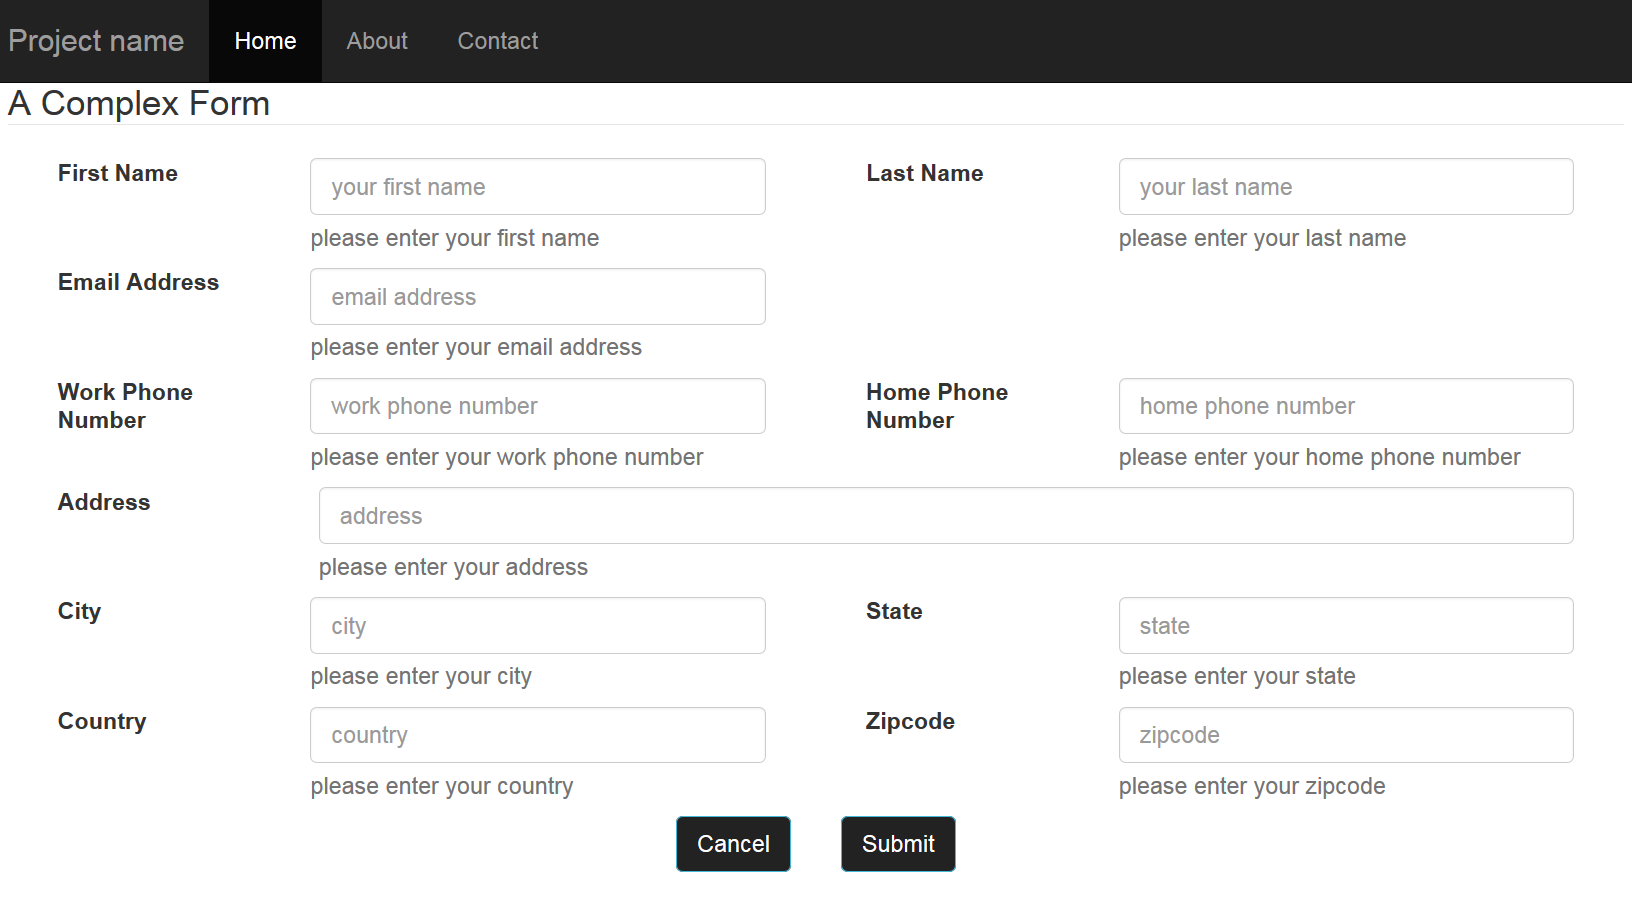 Project name Home About Contact
A Complex Form
First Name your first name Last Name your last name
please enter your first name please enter your last name
Email Address email address
please enter your email address
Work Phone Number work phone number Home Phone Number home phone number
please enter your work phone number please enter your home phone number
Address address
please enter your address
City city State state
please enter your city please enter your state
Country country Zipcode zipcode
please enter your country please enter your zipcode
Cancel Submit